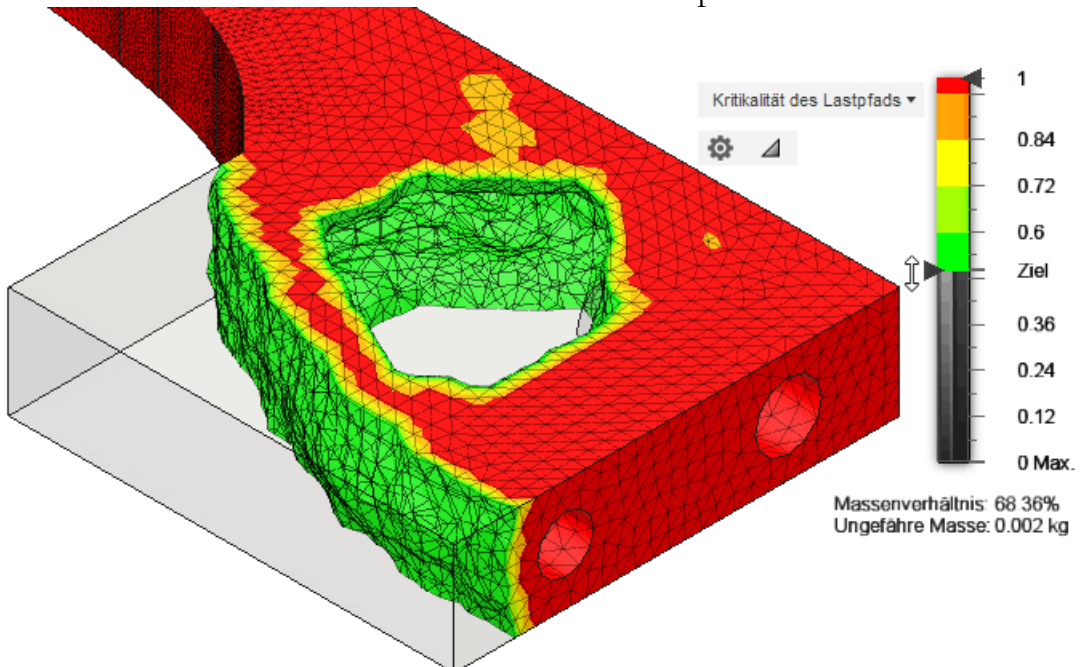 Kritikalität des Lastpfads
1
0.84
0.72
0.6
Ziel
0.36
0.24
0.12
0 Max.
Massenverhältnis: 68.36%
Ungefähre Masse: 0.002 kg